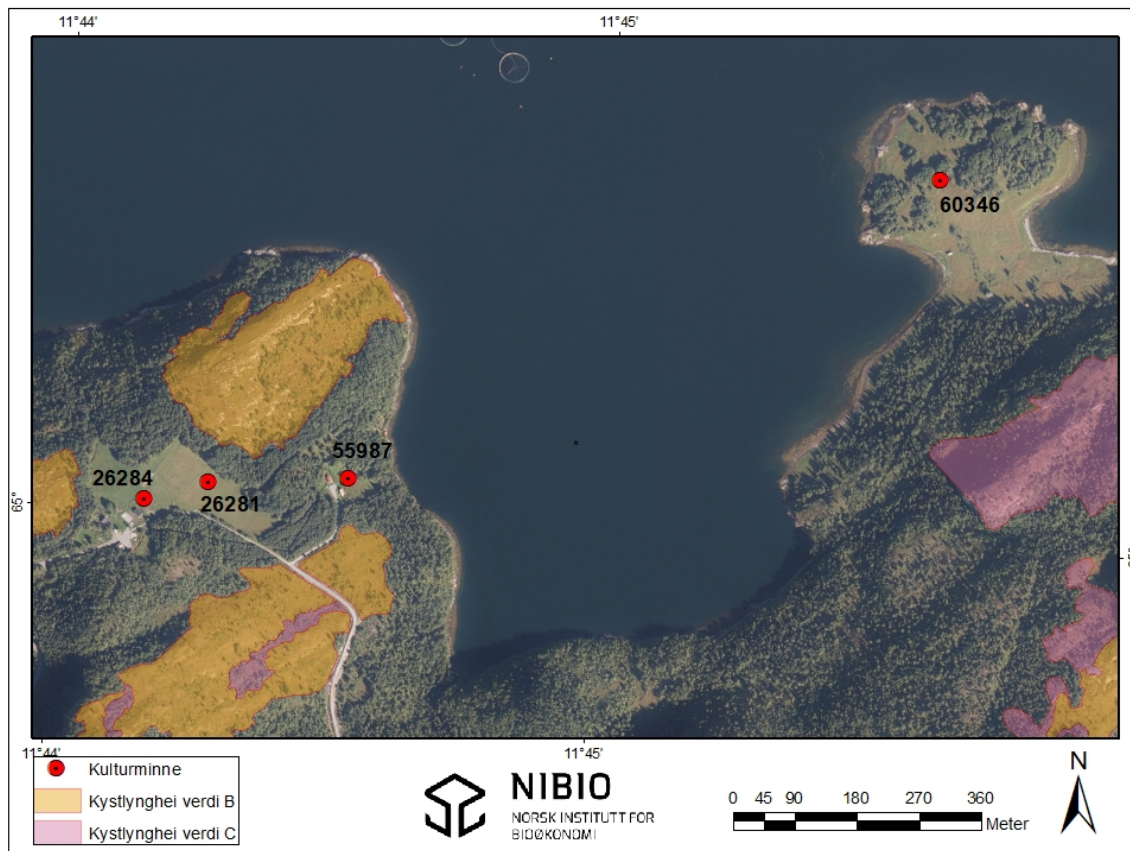 11°44'
11°45'
60346
55987
26284
26281
65°
11°44'
11°45'
Kulturminne
Kystlynghei verdi B
Kystlynghei verdi C
NIBIO
NORSK INSTITUTT FOR
BIOØKONOMI
0 45 90 180 270 360
Meter
N